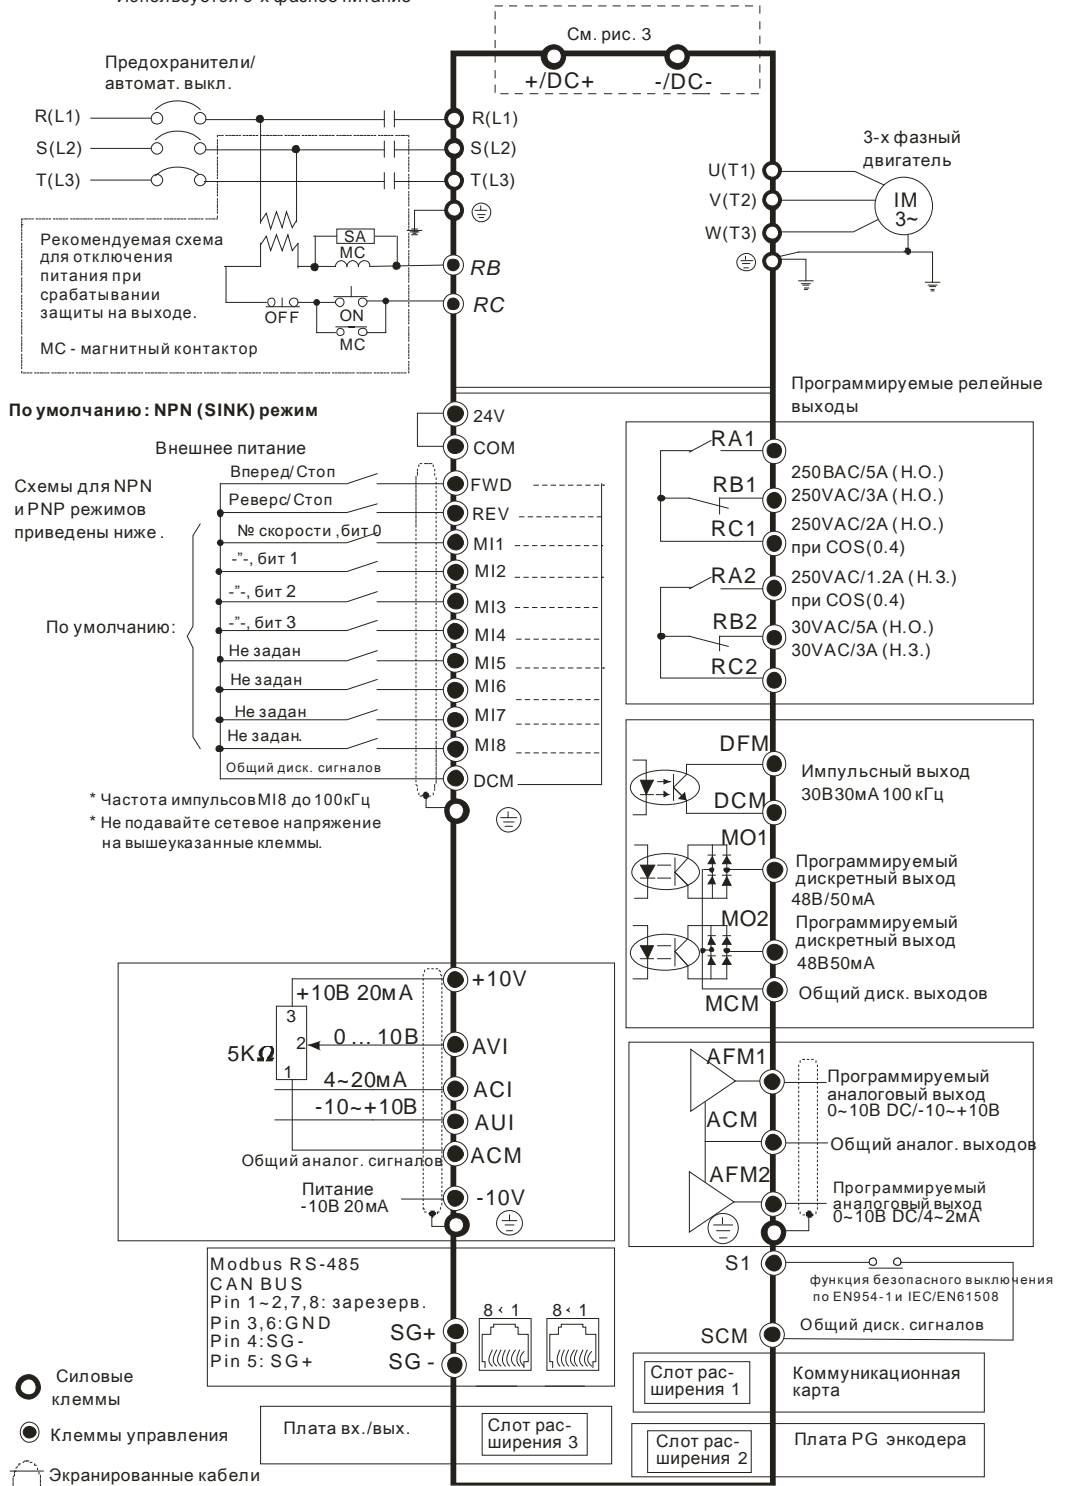 Используется 3-х фазное питание
См. рис. 3
+/DC+
-/DC-
Предохранители/
автомат. выкл.
R(L1)
S(L2)
T(L3)
R(L1)
S(L2)
T(L3)
U(T1)
V(T2)
W(T3)
3-х фазный
двигатель
IM
3~
Рекомендуемая схема
для отключения
питания при
срабатывании
защиты на выходе.
MC - магнитный контактор
SA
MC
OFF
ON
MC
RB
RC
По умолчанию: NPN (SINK) режим
24V
COM
Внешнее питание
Схемы для NPN
и PNP режимов
приведены ниже .
По умолчанию:
Вперед/ Стоп
FWD
Реверс/ Стоп
REV
№ скорости ,бит 0
MI1
-"-, бит 1
MI2
-"-, бит 2
MI3
-"-, бит 3
MI4
Не задан
MI5
Не задан
MI6
Не задан
MI7
Не задан.
MI8
Общий диск. сигналов
DCM
* Частота импульсов MI8 до 100кГц
* Не подавайте сетевое напряжение
на вышеуказанные клеммы.
Программируемые релейные
выходы
RA1
RB1
RC1
RA2
RB2
RC2
250BAC/5A (Н.О.)
250VAC/3A (Н.О.)
250VAC/2A (Н.О.)
при COS(0.4)
250VAC/1.2A (Н.З.)
при COS(0.4)
30VAC/5A (Н.О.)
30VAC/3A (Н.З.)
DFM
DCM
Импульсный выход
30В30мА 100 кГц
MO1
Программируемый
дискретный выход
48В/50мА
MO2
Программируемый
дискретный выход
48В50мА
MCM
Общий диск. выходов
+10V
+10В 20мА
3
2
1
5KΩ
0 ... 10В
AVI
4~20мА
ACI
-10~+10В
AUI
ACM
Общий аналог. сигналов
Питание
-10В 20мА
-10V
AFM1
Программируемый
аналоговый выход
0~10В DC/-10~+10В
ACM
Общий аналог. выходов
AFM2
Программируемый
аналоговый выход
0~10В DC/4~2мА
S1
функция безопасного выключения
по EN954-1 и IEC/EN61508
SCM
Общий диск. сигналов
Modbus RS-485
CAN BUS
Pin 1~2,7,8: зарезерв.
Pin 3,6:GND
Pin 4:SG-
Pin 5: SG+
SG+
SG -
8 ‹ 1
8 ‹ 1
Слот рас-
ширения 1
Коммуникационная
карта
Плата вх./вых.
Слот рас-
ширения 3
Слот рас-
ширения 2
Плата PG энкодера
Силовые
клеммы
Клеммы управления
Экранированные кабели